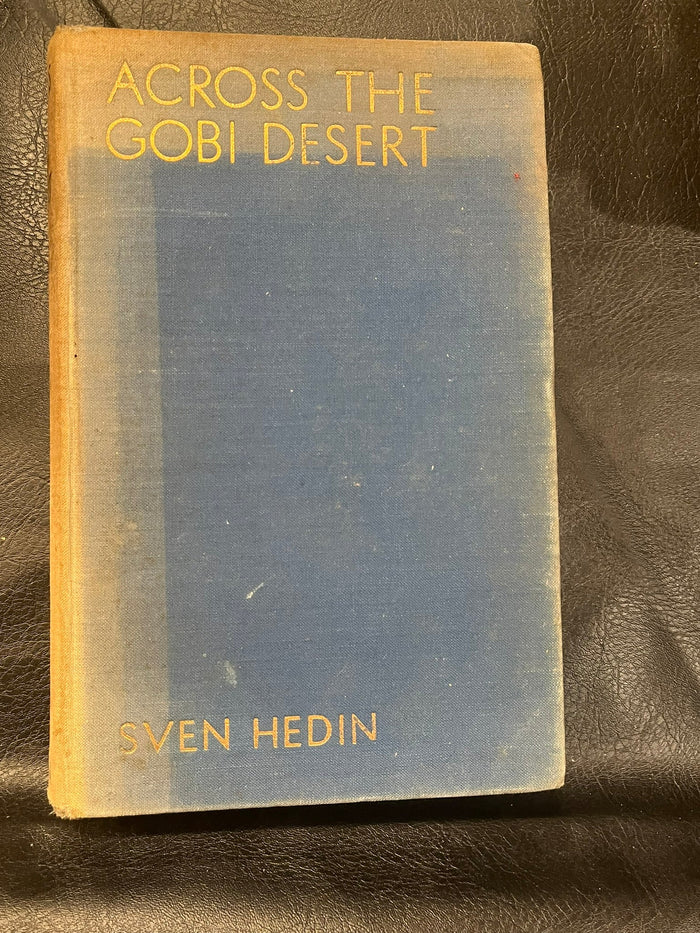 ACROSS THE
GOBI DESERT
SVEN HEDIN